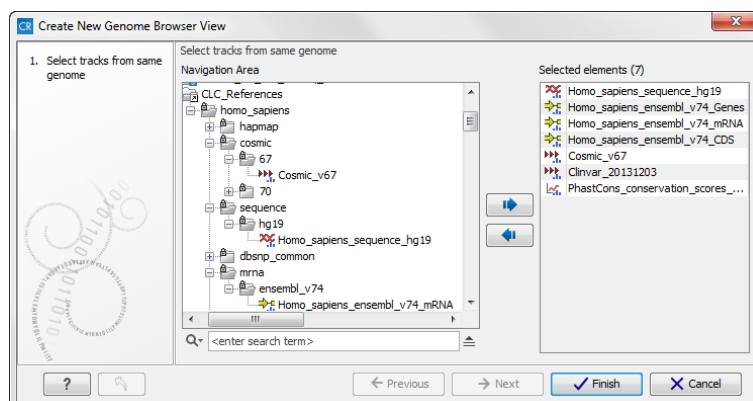 CR Create New Genome Browser View
X
1. Select tracks from same genome
Select tracks from same genome
Navigation Area
CLC_References
homo_sapiens
hapmap
cosmic
67
Cosmic_v67
70
sequence
hg19
Homo_sapiens_sequence_hg19
dbsnp_common
mrna
ensembl_v74
Homo_sapiens_ensembl_v74_mRNA
<enter search term>
Selected elements (7)
Homo_sapiens_sequence_hg19
Homo_sapiens_ensembl_v74_Genes
Homo_sapiens_ensembl_v74_mRNA
Homo_sapiens_ensembl_v74_CDS
Cosmic_v67
Clinvar_20131203
PhastCons_conservation_scores_...
?
Previous
Next
Finish
Cancel